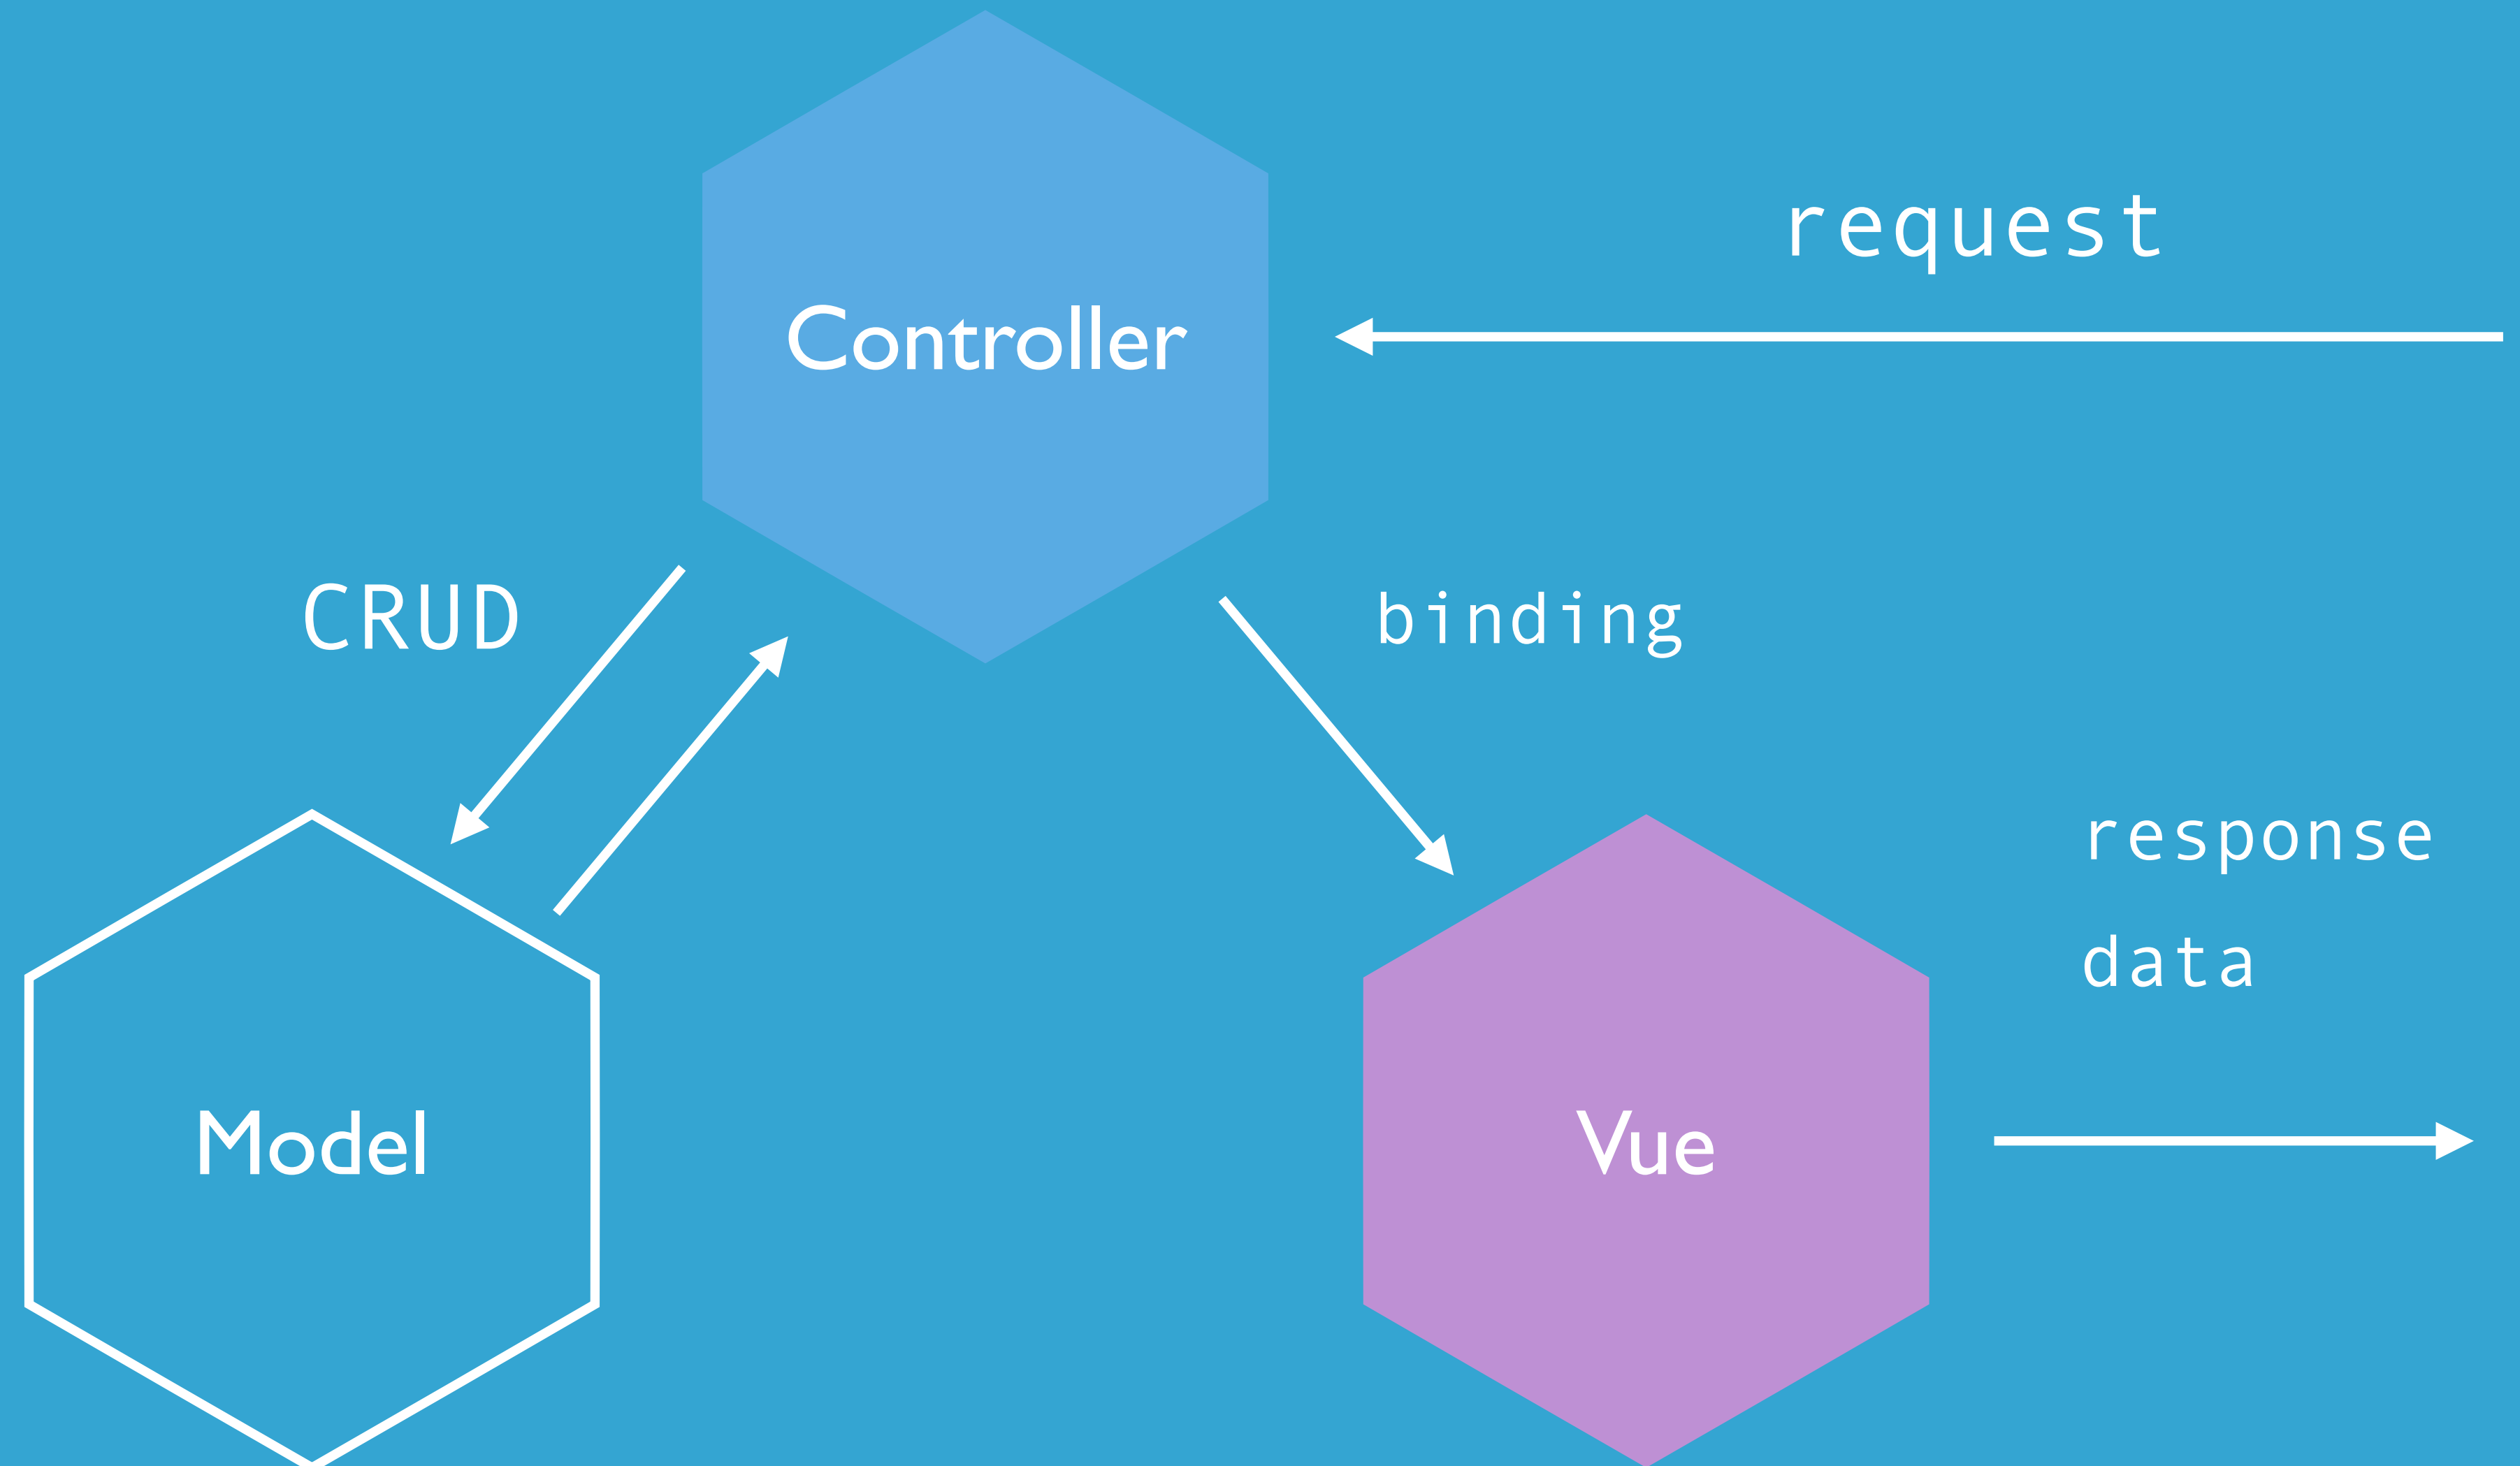 request
Controller
CRUD
binding
response
data
Model
Vue